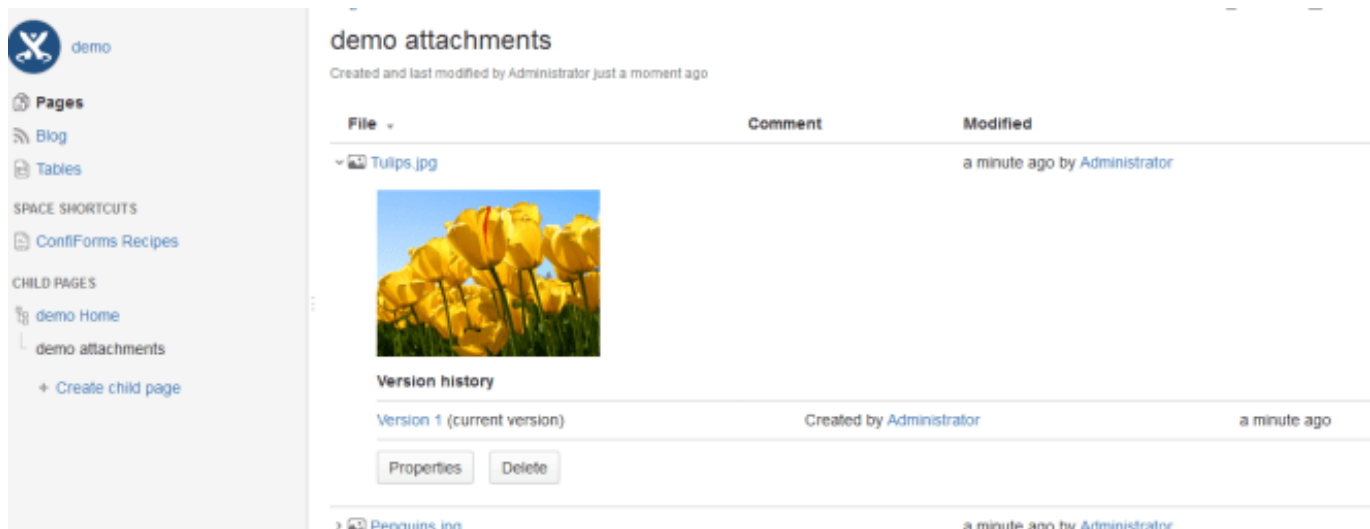 demo
Pages
Blog
Tables
SPACE SHORTCUTS
ConfiForms Recipes
CHILD PAGES
demo Home
demo attachments
+ Create child page
demo attachments
Created and last modified by Administrator just a moment ago
File Comment Modified
Tulips.jpg a minute ago by Administrator
Version history
Version 1 (current version) Created by Administrator a minute ago
Properties Delete
Penguins.jpg a minute ago by Administrator